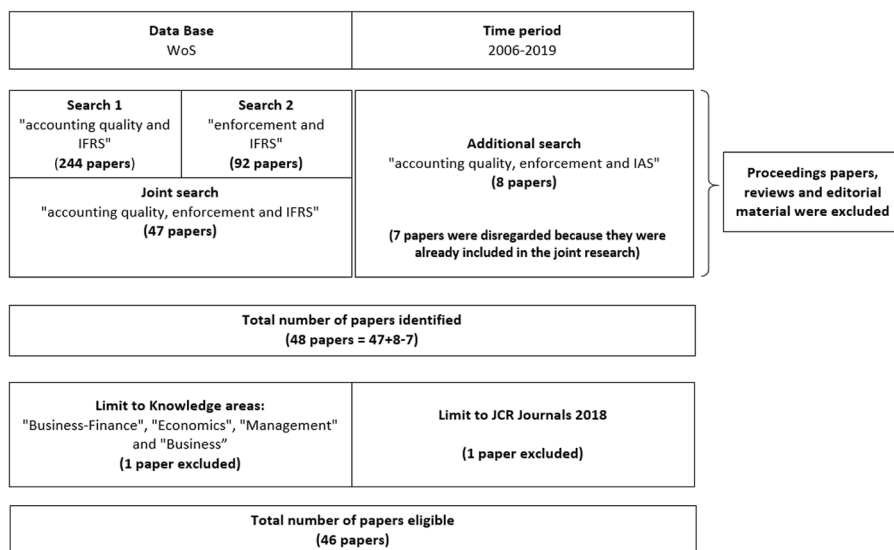 Data Base
WoS
Time period
2006-2019
Search 1
"accounting quality and
IFRS"
(244 papers)
Search 2
"enforcement and
IFRS"
(92 papers)
Joint search
"accounting quality, enforcement and IFRS"
(47 papers)
Additional search
"accounting quality, enforcement and IAS"
(8 papers)
(7 papers were disregarded because they were
already included in the joint research)
Proceedings papers,
reviews and editorial
material were excluded
Total number of papers identified
(48 papers = 47+8-7)
Limit to Knowledge areas:
"Business-Finance", "Economics", "Management"
and "Business”
(1 paper excluded)
Limit to JCR Journals 2018
(1 paper excluded)
Total number of papers eligible
(46 papers)